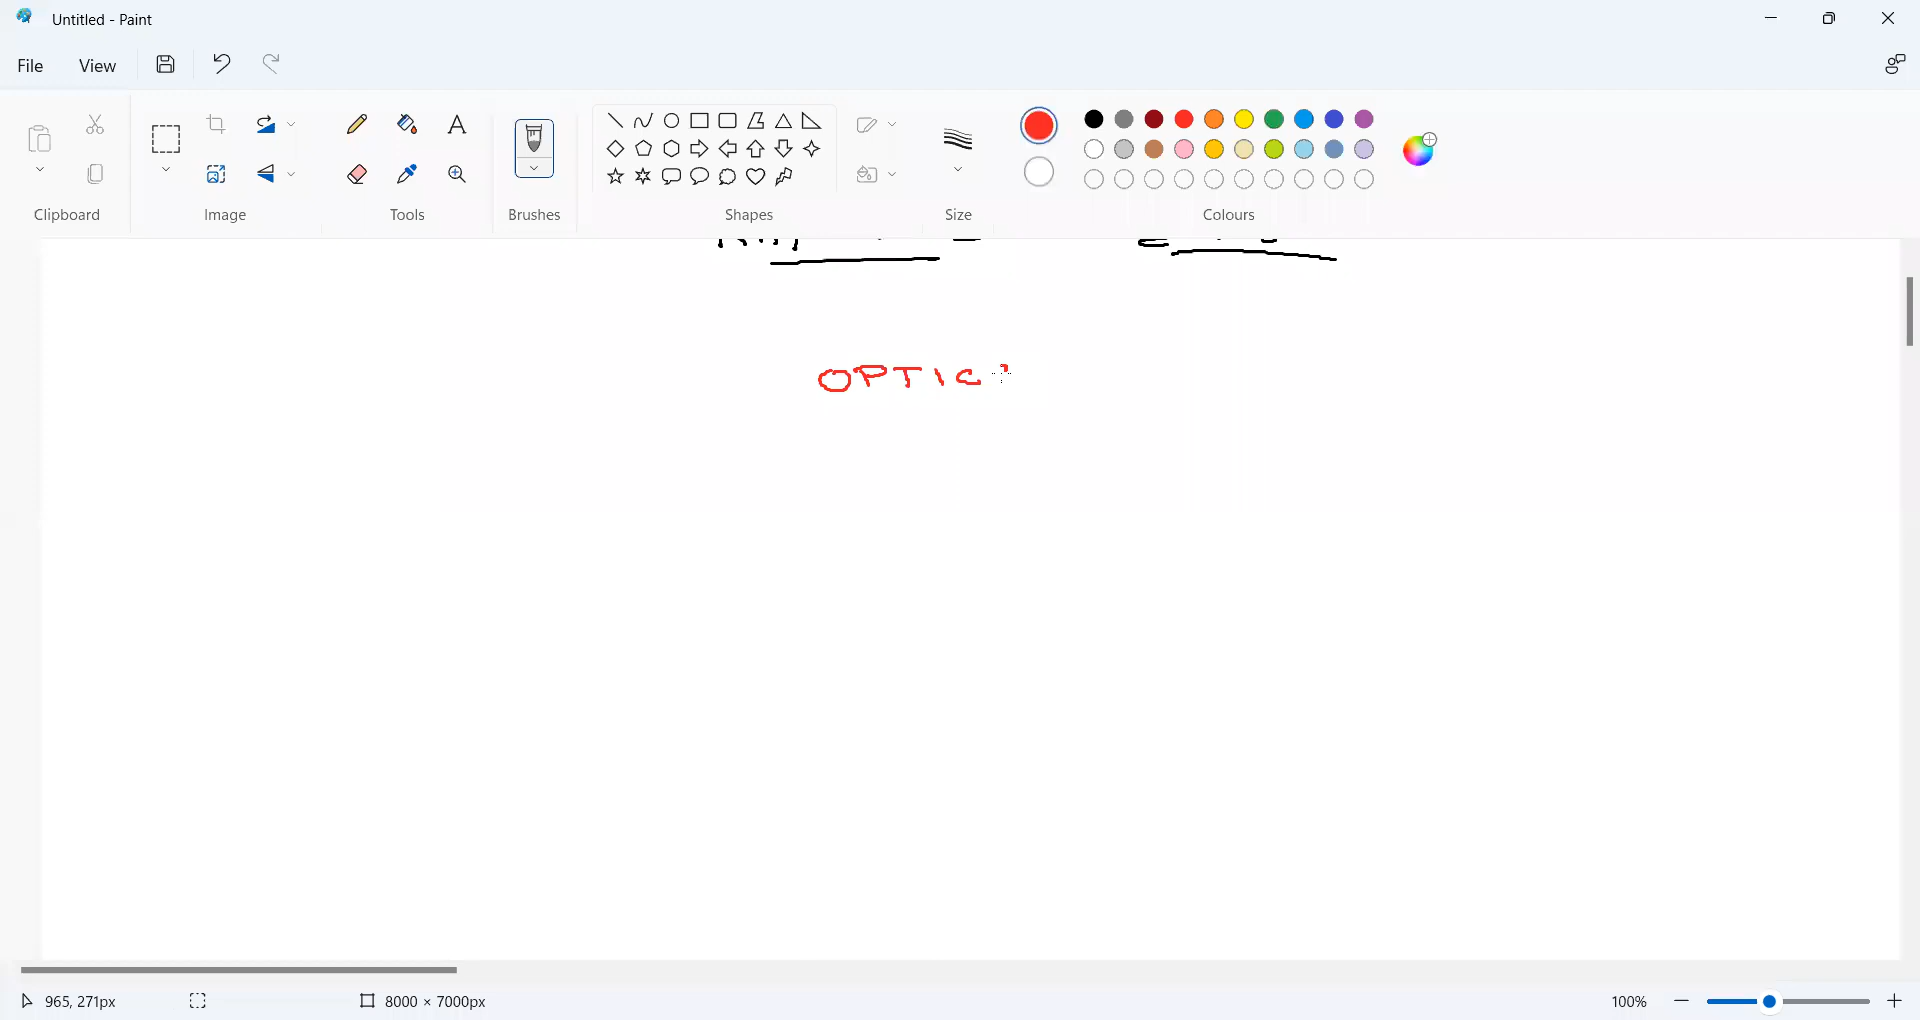 Untitled - Paint
File View
Clipboard Image Tools Brushes Shapes Size Colours
OPTIC
965, 271px 8000 × 7000px 100%